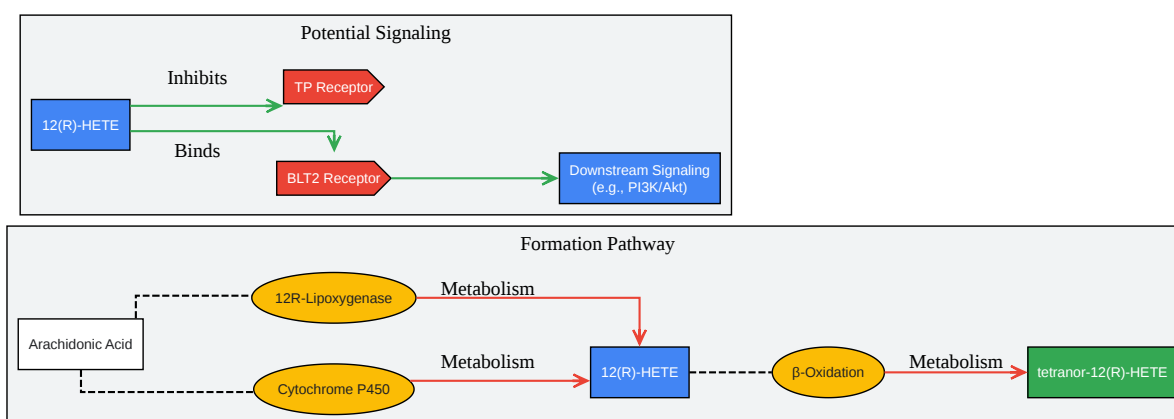 Potential Signaling
Inhibits
TP Receptor
12(R)-HETE
Binds
BLT2 Receptor
Downstream Signaling
(e.g., PI3K/Akt)
Formation Pathway
12R-Lipoxygenase
Metabolism
Arachidonic Acid
Cytochrome P450
Metabolism
12(R)-HETE
β-Oxidation
Metabolism
tetranor-12(R)-HETE